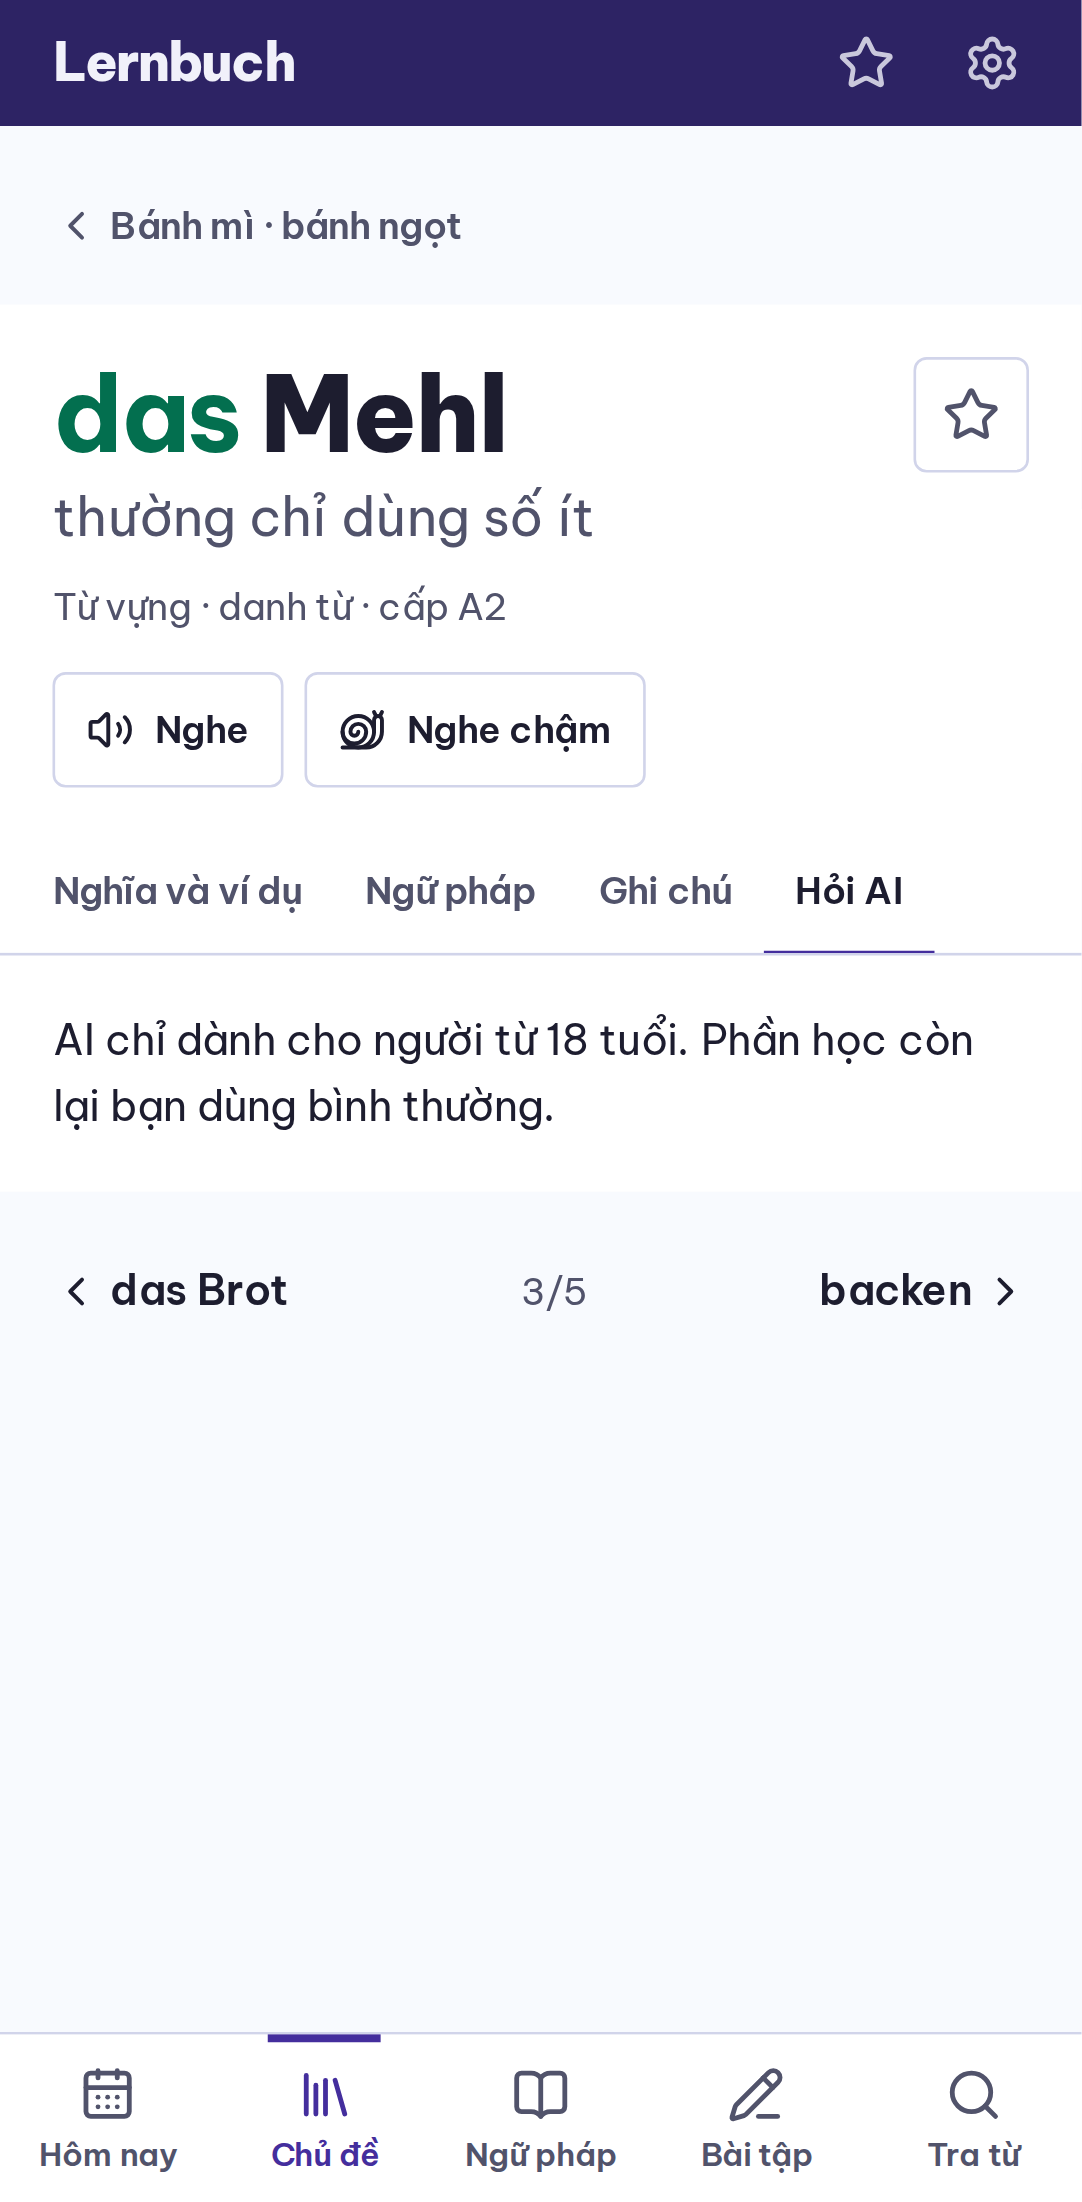 Lernbuch
Bánh mì · bánh ngọt
das Mehl
thường chỉ dùng số ít
Từ vựng · danh từ · cấp A2
Nghe
Nghe chậm
Nghĩa và ví dụ
Ngữ pháp
Ghi chú
Hỏi AI
AI chỉ dành cho người từ 18 tuổi. Phần học còn
lại bạn dùng bình thường.
das Brot
3/5
backen
Hôm nay
Chủ đề
Ngữ pháp
Bài tập
Tra từ